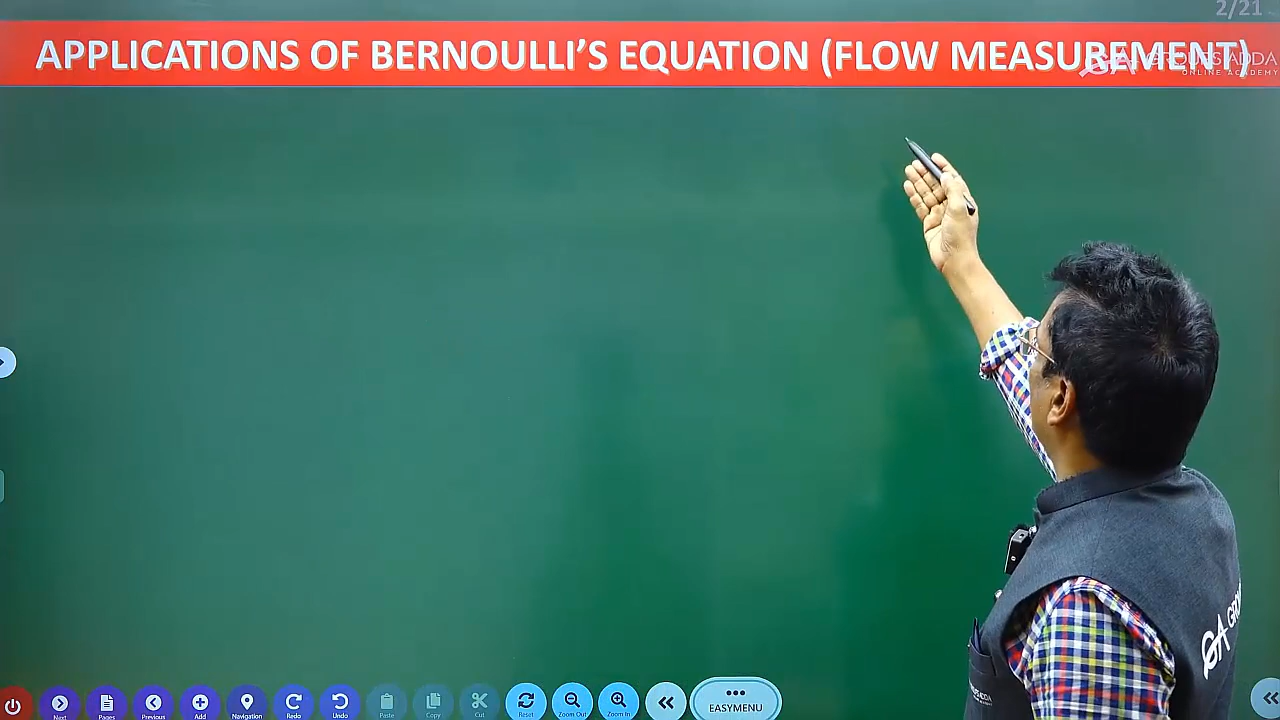 2/21
APPLICATIONS OF BERNOULLI'S EQUATION (FLOW MEASUREMENT)
ONLINE ACADEMY
Next
Pages
Previous
Add
Navigation
Redo
Undo
Paste
Copy
Cut
Reset
Zoom Out
Zoom In
EASYMENU
GA